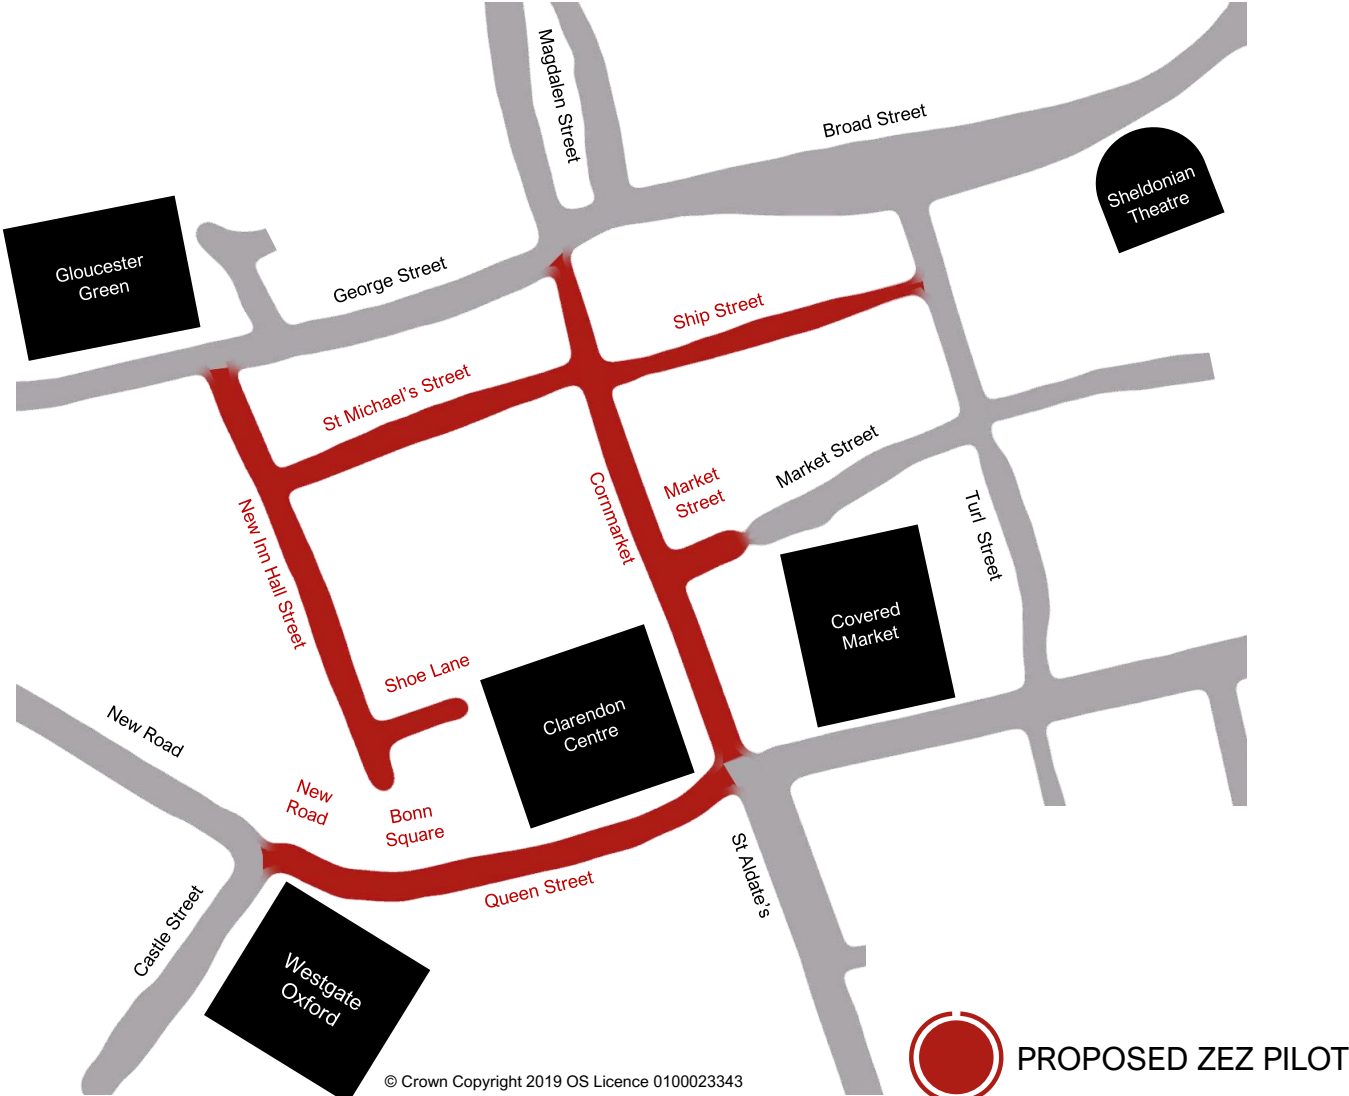 Magdalen Street
Broad Street
Sheldonian
Theatre
Gloucester
Green
George Street
Ship Street
St Michael's Street
Market Street
Market
Street
Cornmarket
New Inn Hall Street
Turl Street
Covered
Market
Shoe Lane
Clarendon
Centre
New Road
New
Road
Bonn
Square
Queen Street
St Aldate's
Castle Street
Westgate
Oxford
PROPOSED ZEZ PILOT
© Crown Copyright 2019 OS Licence 0100023343